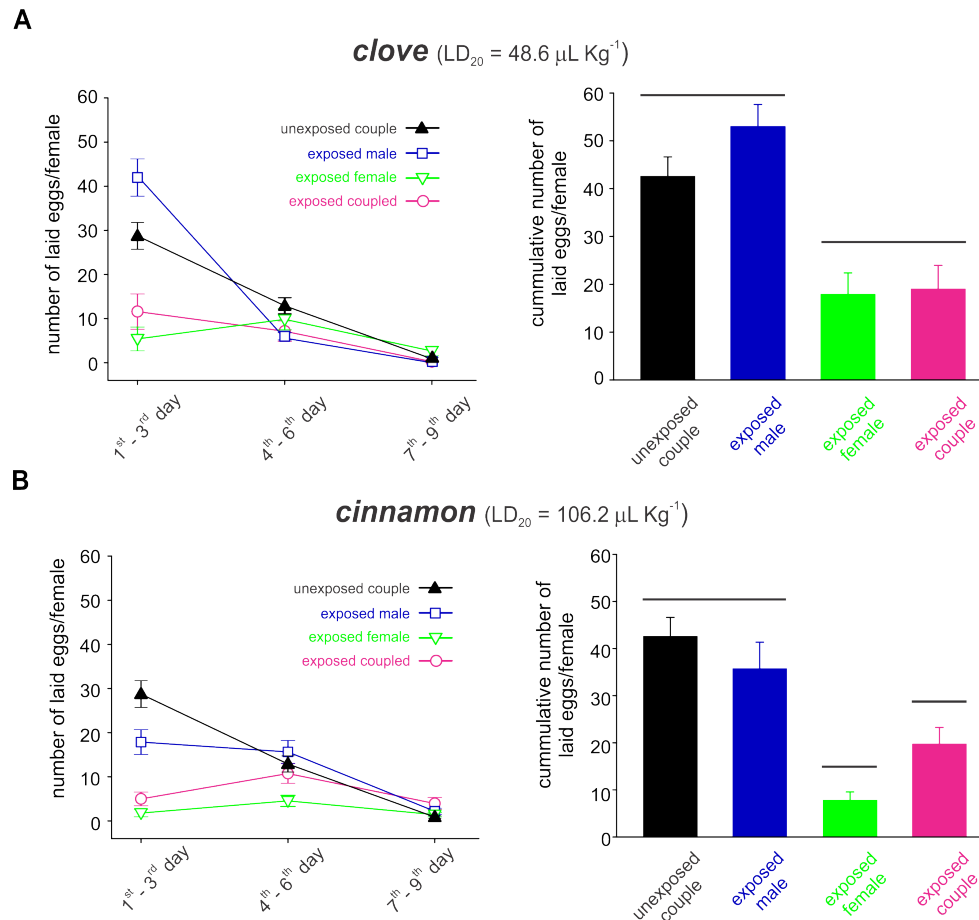 A
clove (LD20 = 48.6 μL Kg-1)
number of laid eggs/female
60
50
40
30
20
10
0
unexposed couple
exposed male
exposed female
exposed coupled
1st - 3rd day
4th - 6th day
7th - 9th day
cummulative number of
laid eggs/female
60
50
40
30
20
10
0
unexposed
couple
exposed
male
exposed
female
exposed
couple
B
cinnamon (LD20 = 106.2 μL Kg-1)
number of laid eggs/female
60
50
40
30
20
10
0
unexposed couple
exposed male
exposed female
exposed coupled
1st - 3rd day
4th - 6th day
7th - 9th day
cummulative number of
laid eggs/female
60
50
40
30
20
10
0
unexposed
couple
exposed
male
exposed
female
exposed
couple